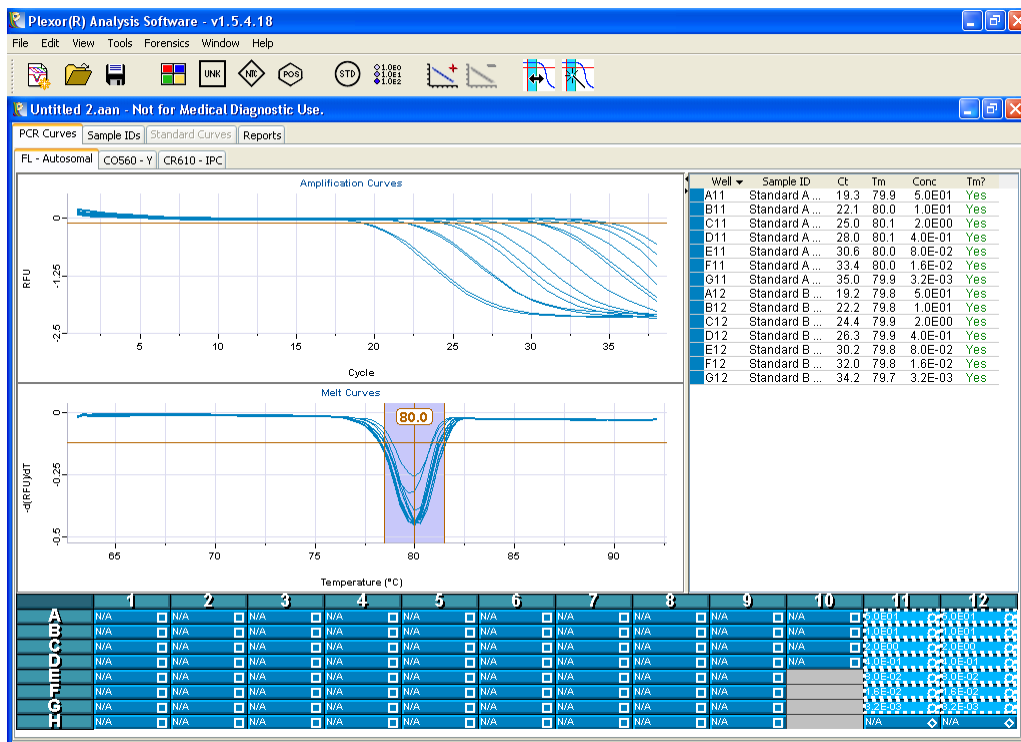 Plexor(R) Analysis Software - v1.5.4.18
File Edit View Tools Forensics Window Help
UNK NTC POS STD 1.0E0 1.0E1 1.0E2
Untitled 2.aan - Not for Medical Diagnostic Use.
PCR Curves Sample IDs Standard Curves Reports
FL - Autosomal CO560 - Y CR610 - IPC
Amplification Curves
RFU
0
-1.25
-2.5
5 10 15 20 25 30 35
Cycle
Melt Curves
80.0
-d(RFU)/dT
0
-0.25
-0.5
65 70 75 80 85 90
Temperature (°C)
Well Sample ID Ct Tm Conc Tm?
A11 Standard A ... 19.3 79.9 5.0E01 Yes
B11 Standard A ... 22.1 80.0 1.0E01 Yes
C11 Standard A ... 25.0 80.1 2.0E00 Yes
D11 Standard A ... 28.0 80.1 4.0E-01 Yes
E11 Standard A ... 30.6 80.0 8.0E-02 Yes
F11 Standard A ... 33.4 80.0 1.6E-02 Yes
G11 Standard A ... 35.0 79.9 3.2E-03 Yes
A12 Standard B ... 19.2 79.8 5.0E01 Yes
B12 Standard B ... 22.2 79.8 1.0E01 Yes
C12 Standard B ... 24.4 79.9 2.0E00 Yes
D12 Standard B ... 26.3 79.9 4.0E-01 Yes
E12 Standard B ... 30.2 79.8 8.0E-02 Yes
F12 Standard B ... 32.0 79.8 1.6E-02 Yes
G12 Standard B ... 34.2 79.7 3.2E-03 Yes
1 2 3 4 5 6 7 8 9 10 11 12
A N/A N/A N/A N/A N/A N/A N/A N/A N/A N/A 5.0E01 5.0E01
B N/A N/A N/A N/A N/A N/A N/A N/A N/A N/A 1.0E01 1.0E01
C N/A N/A N/A N/A N/A N/A N/A N/A N/A N/A 2.0E00 2.0E00
D N/A N/A N/A N/A N/A N/A N/A N/A N/A N/A 4.0E-01 4.0E-01
E N/A N/A N/A N/A N/A N/A N/A N/A N/A 8.0E-02 8.0E-02
F N/A N/A N/A N/A N/A N/A N/A N/A N/A 1.6E-02 1.6E-02
G N/A N/A N/A N/A N/A N/A N/A N/A N/A 3.2E-03 3.2E-03
H N/A N/A N/A N/A N/A N/A N/A N/A N/A N/A N/A